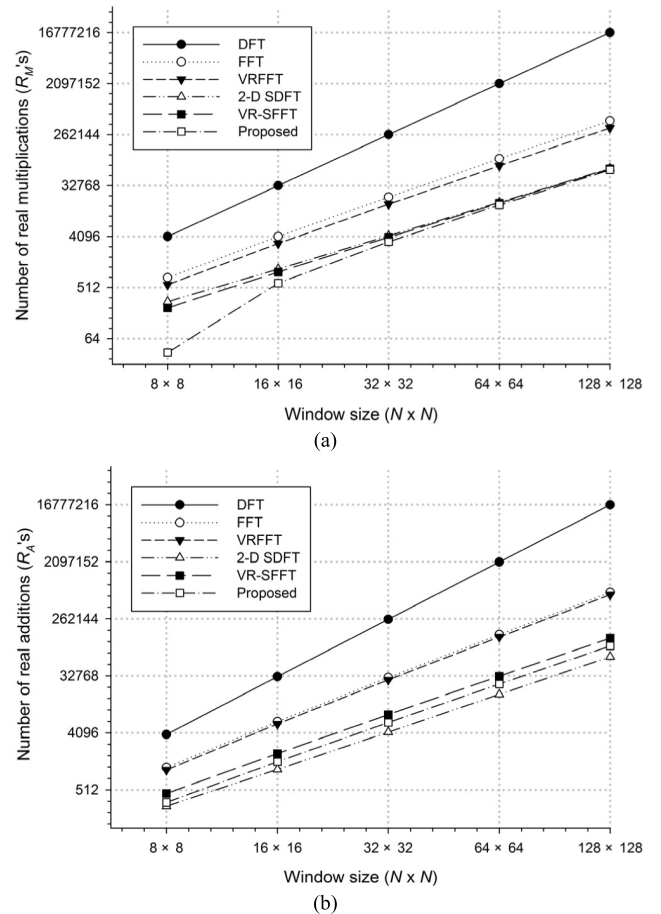 16777216
2097152
262144
32768
4096
512
64
Number of real multiplications (R_M's)
DFT
FFT
VRFFT
2-D SDFT
VR-SFFT
Proposed
8 × 8
16 × 16
32 × 32
64 × 64
128 × 128
Window size (N x N)
(a)
16777216
2097152
262144
32768
4096
512
Number of real additions (R_A's)
DFT
FFT
VRFFT
2-D SDFT
VR-SFFT
Proposed
8 × 8
16 × 16
32 × 32
64 × 64
128 × 128
Window size (N x N)
(b)